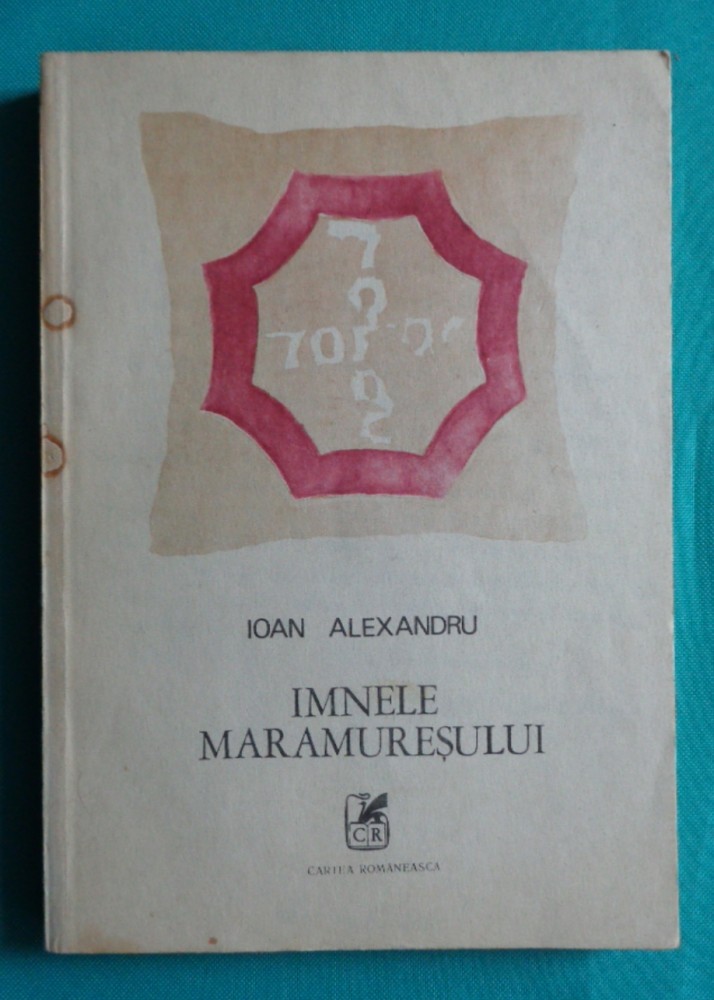 IOAN ALEXANDRU
IMNELE
MARAMUREȘULUI
CR
CARTEA ROMÂNEASCĂ